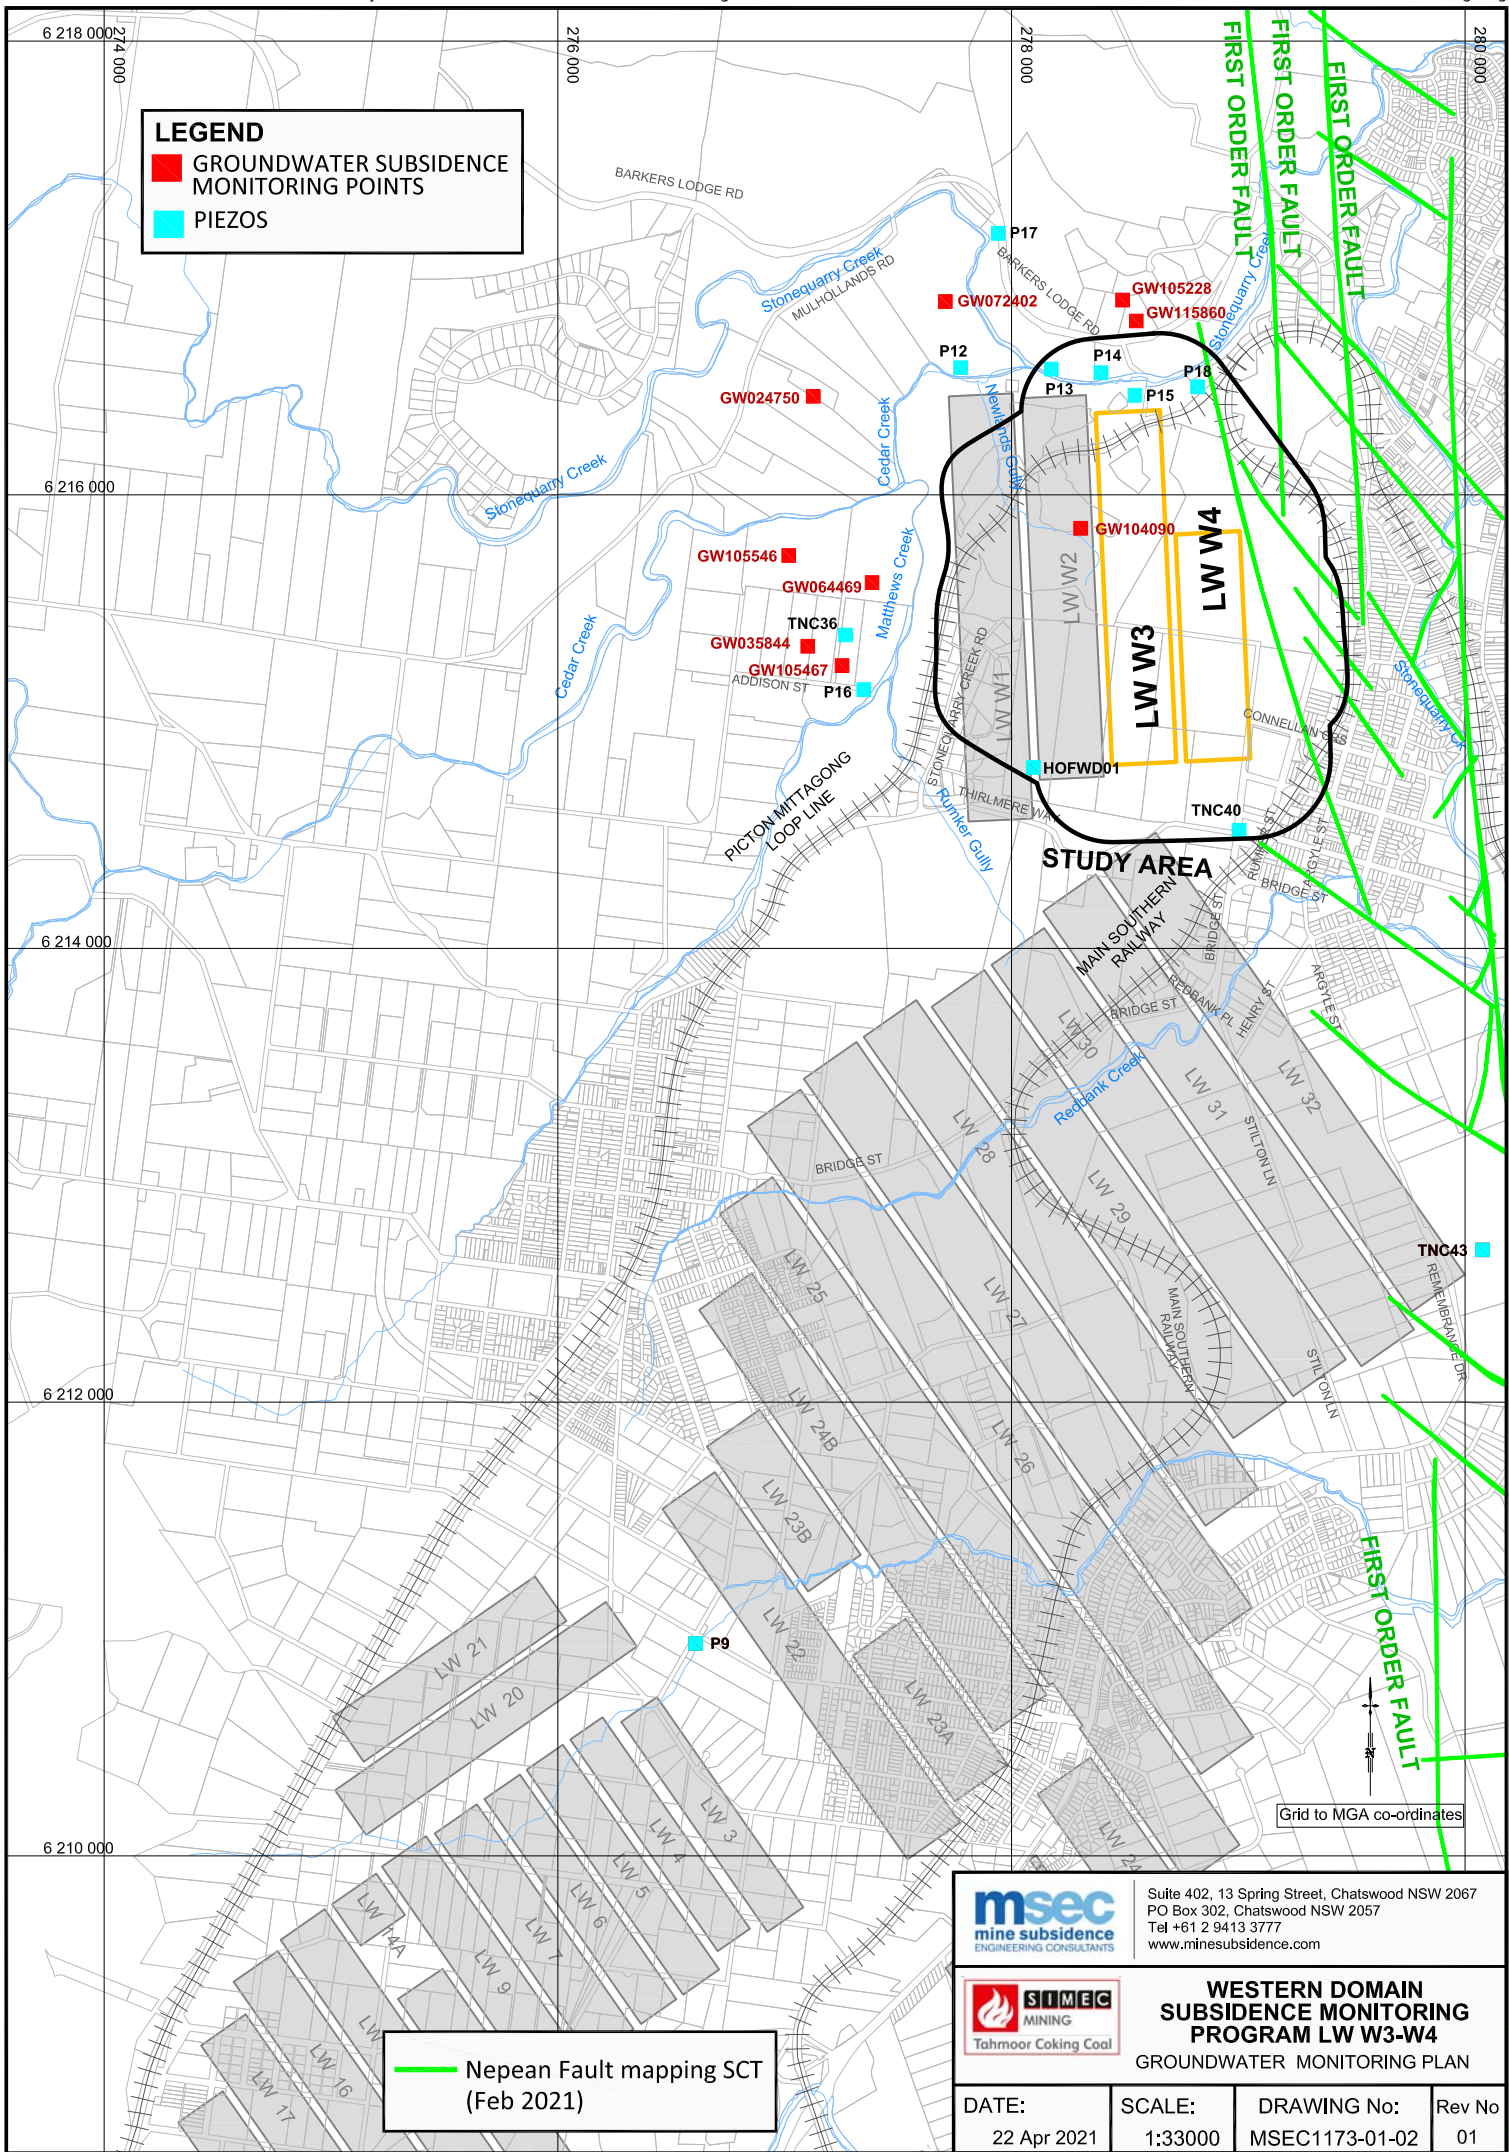 6 218 000
274 000
276 000
278 000
280 000
LEGEND
GROUNDWATER SUBSIDENCE
MONITORING POINTS
PIEZOS
FIRST ORDER FAULT
FIRST ORDER FAULT
FIRST ORDER FAULT
BARKERS LODGE RD
P17
BARKERS LODGE RD
Stonequarry Creek
MULHOLLANDS RD
GW072402
GW105228
GW115860
Stonequarry Creek
P12
P13
P14
P15
P18
GW024750
Newlands Gully
Cedar Creek
Stonequarry Creek
6 216 000
GW104090
LW W4
GW105546
GW064469
Matthews Creek
LW W2
TNC36
GW035844
GW105467
ADDISON ST
P16
Cedar Creek
LW W3
LW W1
STONEQUARRY CREEK RD
Stonequarry Ck
CONNELLAN CRS
HOFWD01
THIRLMERE WAY
TNC40
PICTON MITTAGONG
LOOP LINE
Rumker Gully
STUDY AREA
RUMKER ST
ARGYLE ST
BRIDGE ST
BRIDGE ST
MAIN SOUTHERN
RAILWAY
6 214 000
REDBANK PL
HENRY ST
ARGYLE ST
BRIDGE ST
LW 30
Redbank Creek
LW 31
LW 32
STILTON LN
LW 28
BRIDGE ST
LW 29
TNC43
REMEMBRANCE DR
LW 25
LW 27
MAIN SOUTHERN
RAILWAY
STILTON LN
6 212 000
LW 24B
LW 26
LW 23B
FIRST ORDER FAULT
LW 22
P9
LW 21
LW 20
LW 23A
N
Grid to MGA co-ordinates
LW 3
LW 4
LW 24
6 210 000
LW 5
LW 6
LW 7
LW 14A
LW 9
LW
LW 16
LW 17
Nepean Fault mapping SCT
(Feb 2021)
msec
mine subsidence
ENGINEERING CONSULTANTS
Suite 402, 13 Spring Street, Chatswood NSW 2067
PO Box 302, Chatswood NSW 2057
Tel +61 2 9413 3777
www.minesubsidence.com
SIMEC
MINING
Tahmoor Coking Coal
WESTERN DOMAIN
SUBSIDENCE MONITORING
PROGRAM LW W3-W4
GROUNDWATER MONITORING PLAN
DATE:
22 Apr 2021
SCALE:
1:33000
DRAWING No:
MSEC1173-01-02
Rev No
01